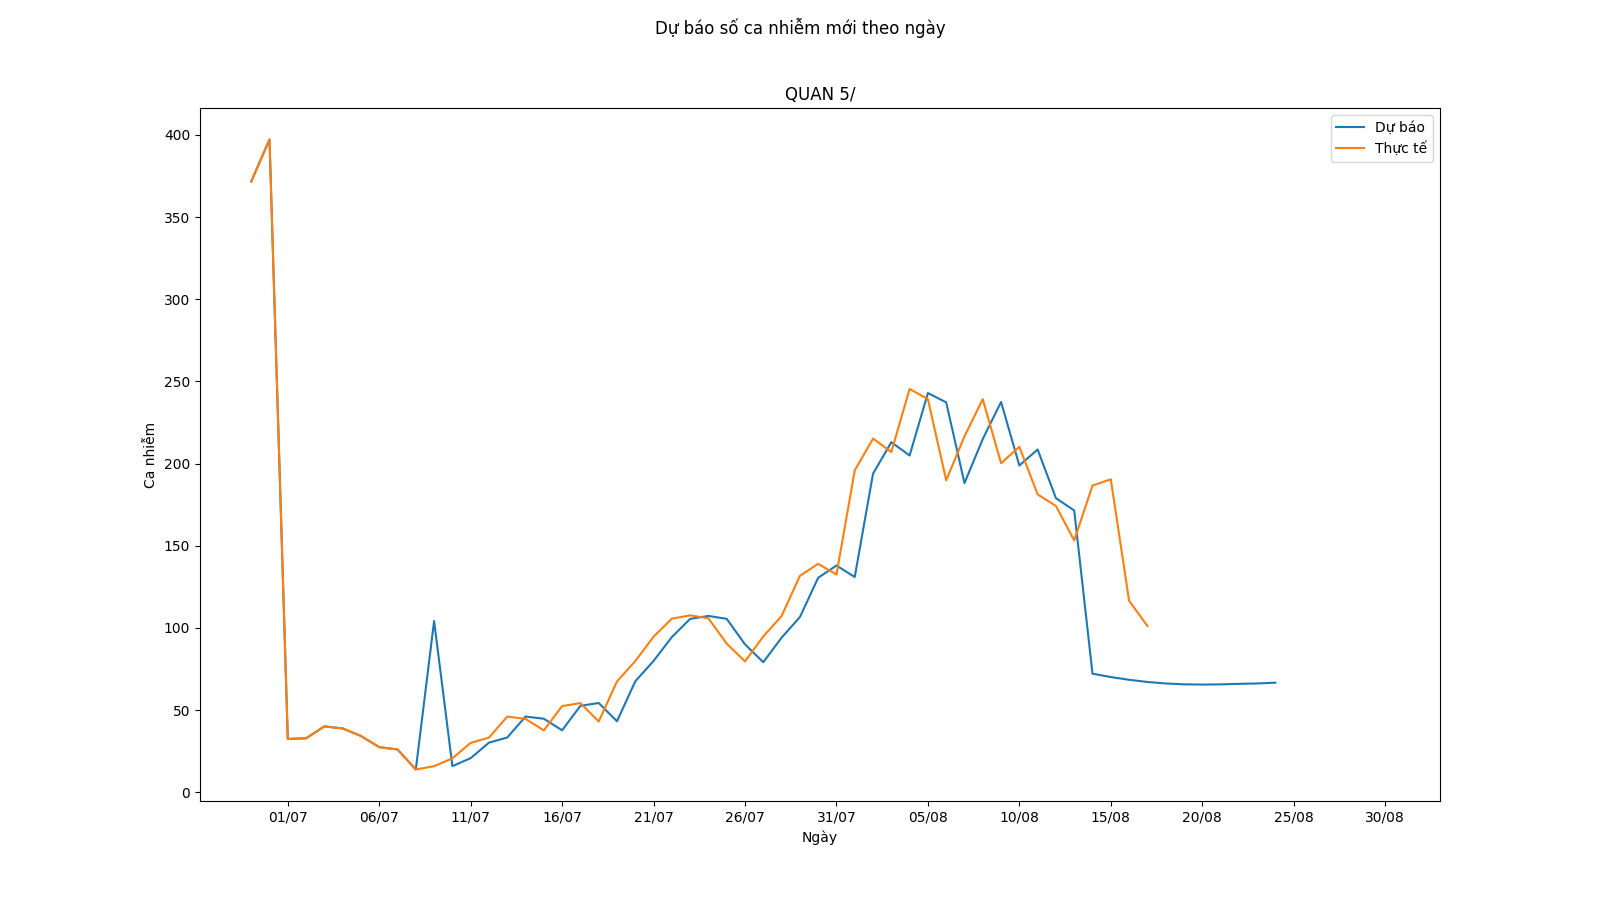 Dự báo số ca nhiễm mới theo ngày
QUAN 5/
Dự báo
Thực tế
400
350
300
250
200
150
100
50
0
Ca nhiễm
01/07 06/07 11/07 16/07 21/07 26/07 31/07 05/08 10/08 15/08 20/08 25/08 30/08
Ngày